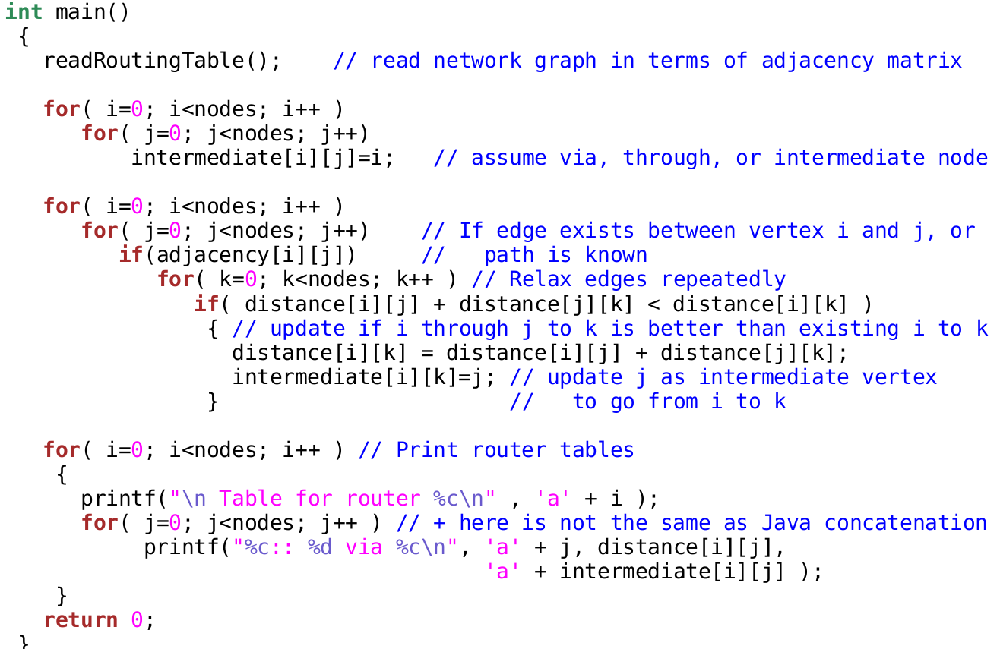 int main()
{
readRoutingTable(); // read network graph in terms of adjacency matrix
for( i=0; i<nodes; i++ )
for( j=0; j<nodes; j++)
intermediate[i][j]=i; // assume via, through, or intermediate node
for( i=0; i<nodes; i++ )
for( j=0; j<nodes; j++) // If edge exists between vertex i and j, or
if(adjacency[i][j]) // path is known
for( k=0; k<nodes; k++ ) // Relax edges repeatedly
if( distance[i][j] + distance[j][k] < distance[i][k] )
{ // update if i through j to k is better than existing i to k
distance[i][k] = distance[i][j] + distance[j][k];
intermediate[i][k]=j; // update j as intermediate vertex
} // to go from i to k
for( i=0; i<nodes; i++ ) // Print router tables
{
printf("\n Table for router %c\n" , 'a' + i );
for( j=0; j<nodes; j++ ) // + here is not the same as Java concatenation
printf("%c:: %d via %c\n", 'a' + j, distance[i][j],
'a' + intermediate[i][j] );
}
return 0;
}